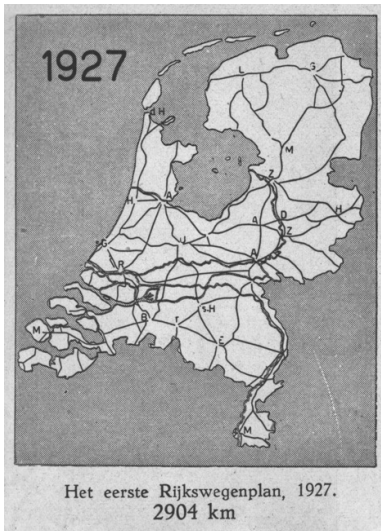 1927
d.H
L
G
M
Z
H
A
A
D
H
Z
s-G
U
A
R
s-H
M
B
T
E
M
Het eerste Rijkswegenplan, 1927.
2904 km